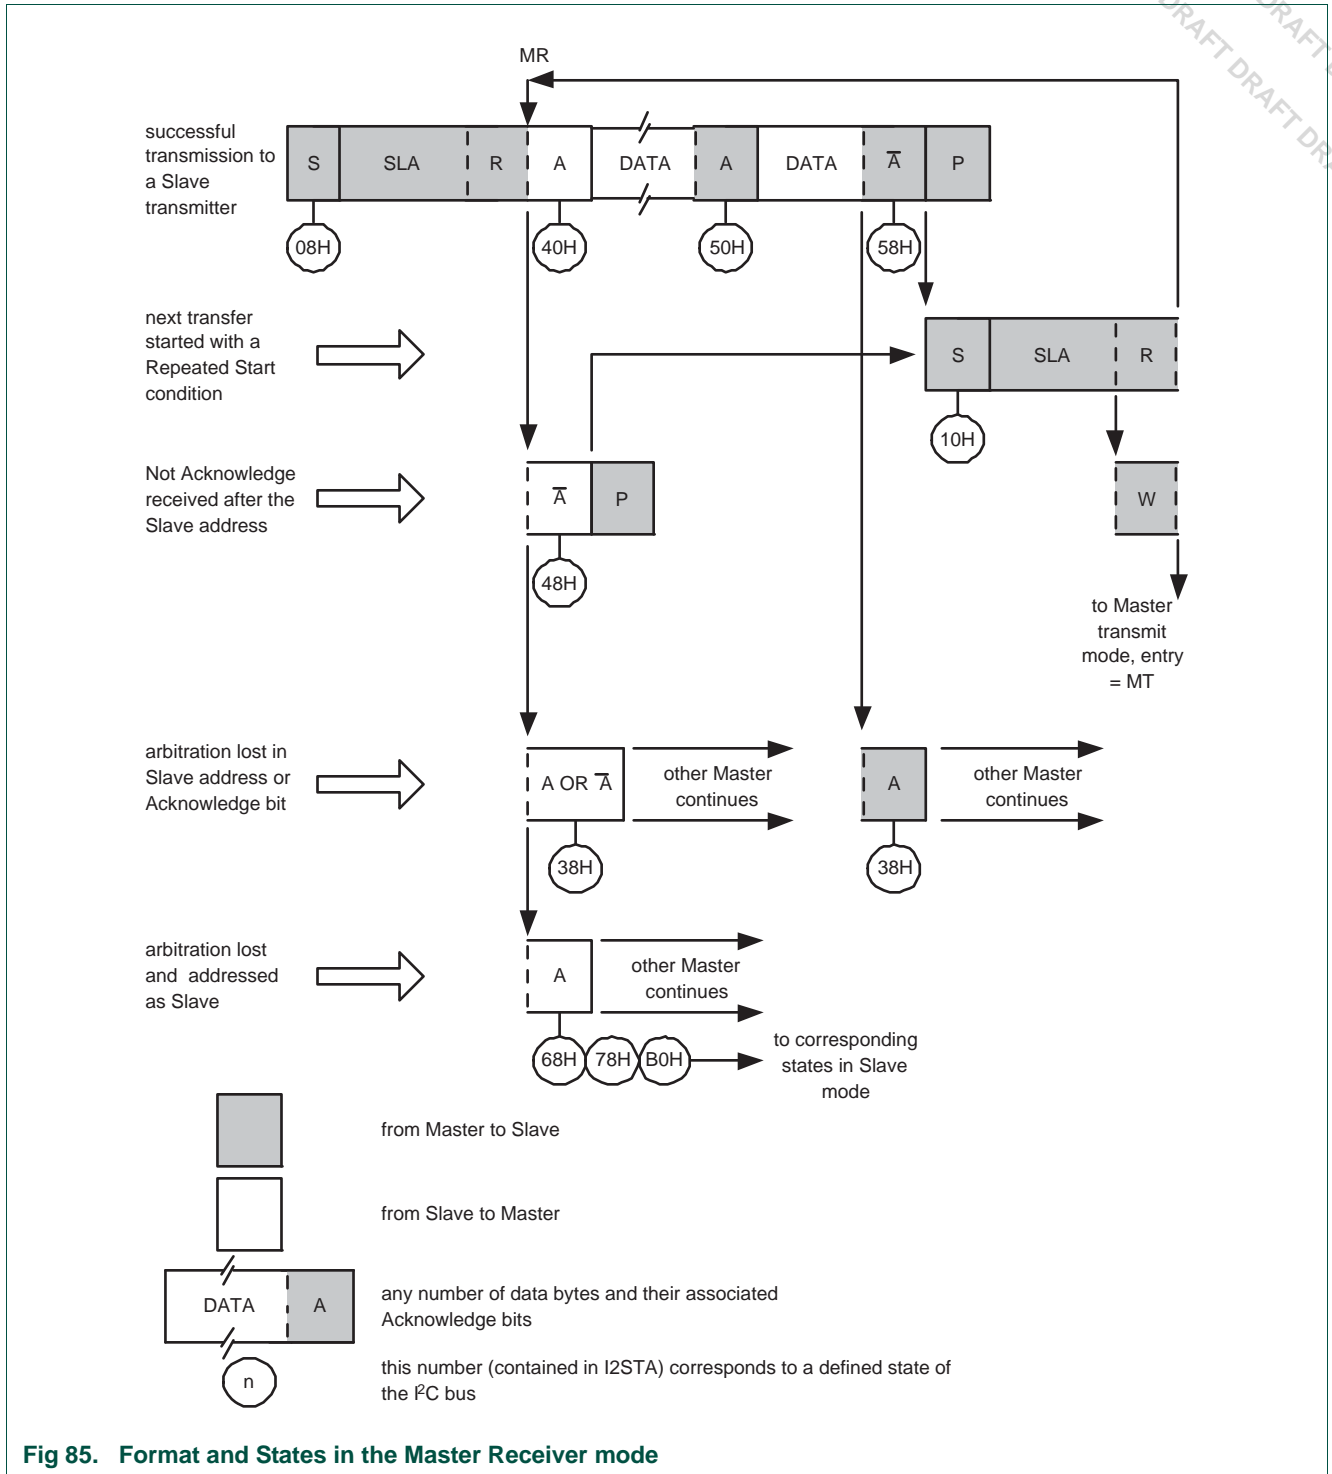 DRAFT DRAFT DRA
DRAFT D
MR
successful
transmission to
a Slave
transmitter
S SLA R A DATA A DATA A̅ P
08H 40H 50H 58H
next transfer
started with a
Repeated Start
condition
S SLA R
10H
Not Acknowledge
received after the
Slave address
A̅ P
W
48H
to Master
transmit
mode, entry
= MT
arbitration lost in
Slave address or
Acknowledge bit
A OR A̅
other Master
continues
A
other Master
continues
38H 38H
arbitration lost
and addressed
as Slave
A
other Master
continues
68H 78H B0H
to corresponding
states in Slave
mode
from Master to Slave
from Slave to Master
DATA A
any number of data bytes and their associated
Acknowledge bits
n
this number (contained in I2STA) corresponds to a defined state of
the I²C bus
Fig 85. Format and States in the Master Receiver mode